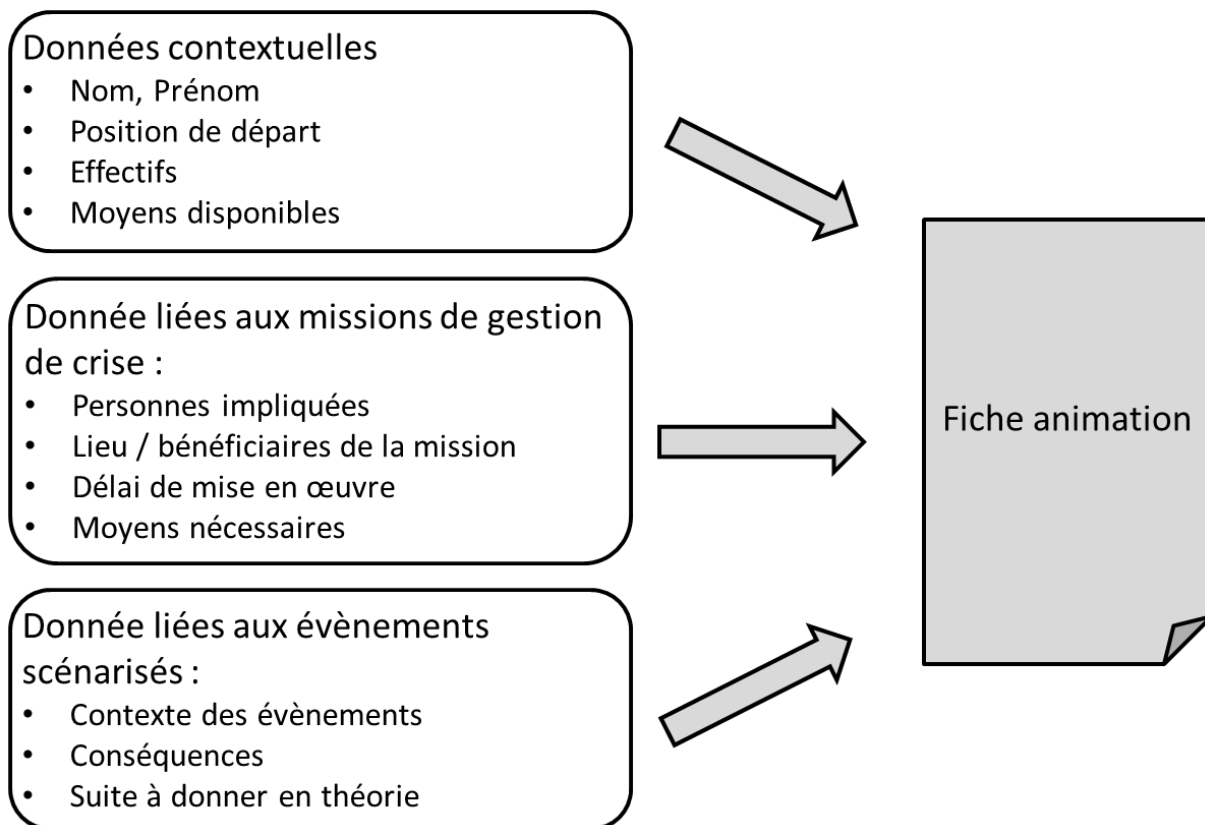 Données contextuelles
• Nom, Prénom
• Position de départ
• Effectifs
• Moyens disponibles
Donnée liées aux missions de gestion
de crise :
• Personnes impliquées
• Lieu / bénéficiaires de la mission
• Délai de mise en œuvre
• Moyens nécessaires
Donnée liées aux évènements
scénarisés :
• Contexte des évènements
• Conséquences
• Suite à donner en théorie
Fiche animation